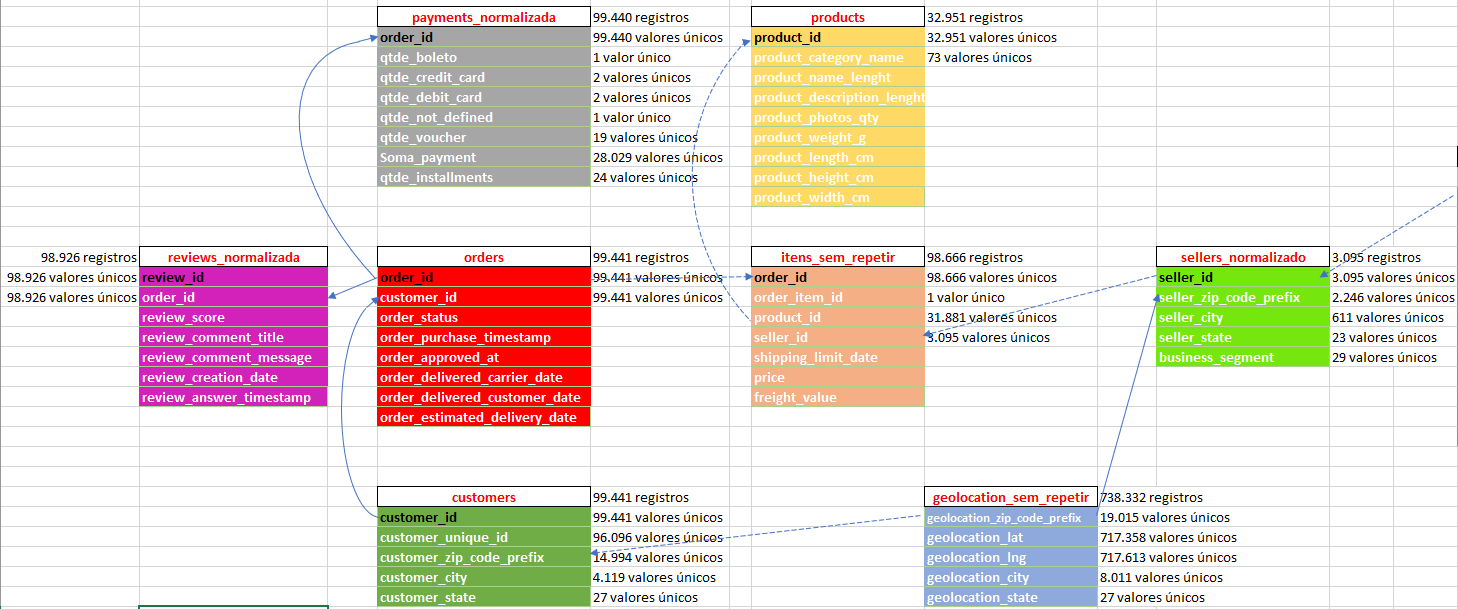 payments_normalizada 99.440 registros
order_id 99.440 valores únicos
qtde_boleto 1 valor único
qtde_credit_card 2 valores únicos
qtde_debit_card 2 valores únicos
qtde_not_defined 1 valor único
qtde_voucher 19 valores únicos
Soma_payment 28.029 valores únicos
qtde_installments 24 valores únicos
products 32.951 registros
product_id 32.951 valores únicos
product_category_name 73 valores únicos
product_name_lenght
product_description_lenght
product_photos_qty
product_weight_g
product_length_cm
product_height_cm
product_width_cm
98.926 registros reviews_normalizada
98.926 valores únicos review_id
98.926 valores únicos order_id
review_score
review_comment_title
review_comment_message
review_creation_date
review_answer_timestamp
orders 99.441 registros
order_id 99.441 valores únicos
customer_id 99.441 valores únicos
order_status
order_purchase_timestamp
order_approved_at
order_delivered_carrier_date
order_delivered_customer_date
order_estimated_delivery_date
itens_sem_repetir 98.666 registros
order_id 98.666 valores únicos
order_item_id 1 valor único
product_id 31.881 valores únicos
seller_id 3.095 valores únicos
shipping_limit_date
price
freight_value
sellers_normalizado 3.095 registros
seller_id 3.095 valores únicos
seller_zip_code_prefix 2.246 valores únicos
seller_city 611 valores únicos
seller_state 23 valores únicos
business_segment 29 valores únicos
customers 99.441 registros
customer_id 99.441 valores únicos
customer_unique_id 96.096 valores únicos
customer_zip_code_prefix 14.994 valores únicos
customer_city 4.119 valores únicos
customer_state 27 valores únicos
geolocation_sem_repetir 738.332 registros
geolocation_zip_code_prefix 19.015 valores únicos
geolocation_lat 717.358 valores únicos
geolocation_lng 717.613 valores únicos
geolocation_city 8.011 valores únicos
geolocation_state 27 valores únicos